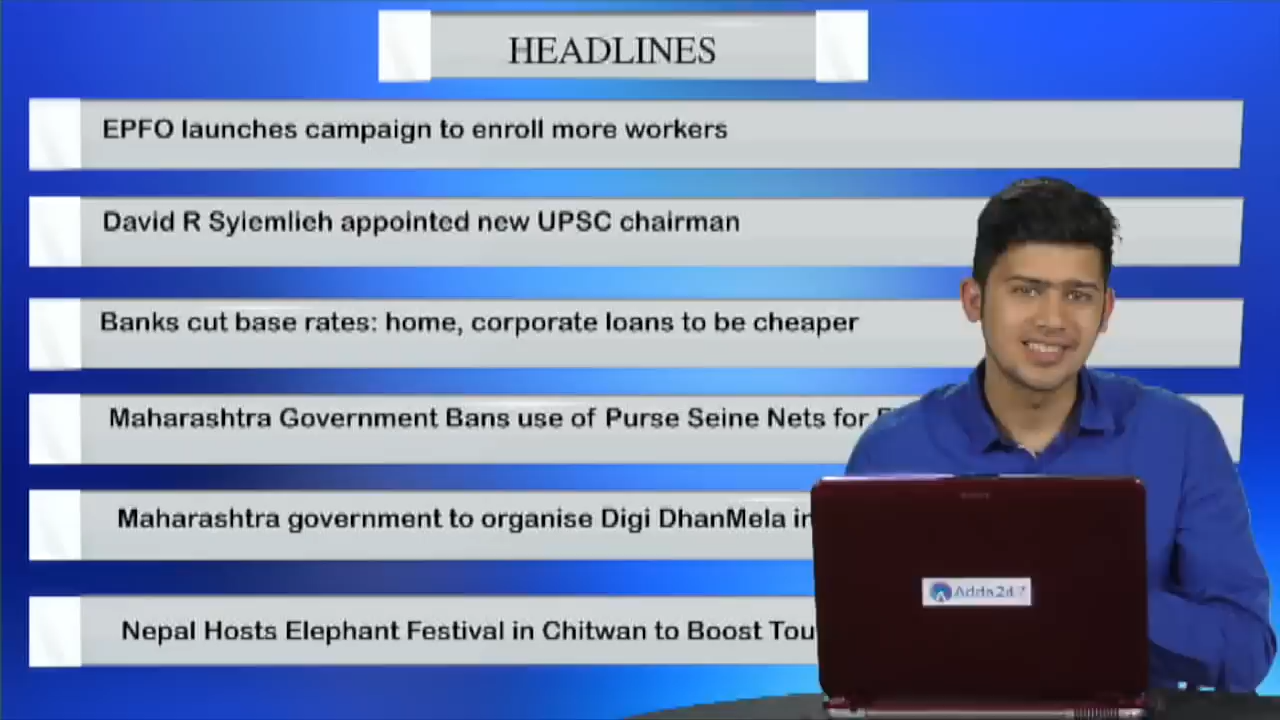 HEADLINES
EPFO launches campaign to enroll more workers
David R Syiemlieh appointed new UPSC chairman
Banks cut base rates: home, corporate loans to be cheaper
Maharashtra Government Bans use of Purse Seine Nets for
Maharashtra government to organise Digi DhanMela in
Nepal Hosts Elephant Festival in Chitwan to Boost Tou
Adda247